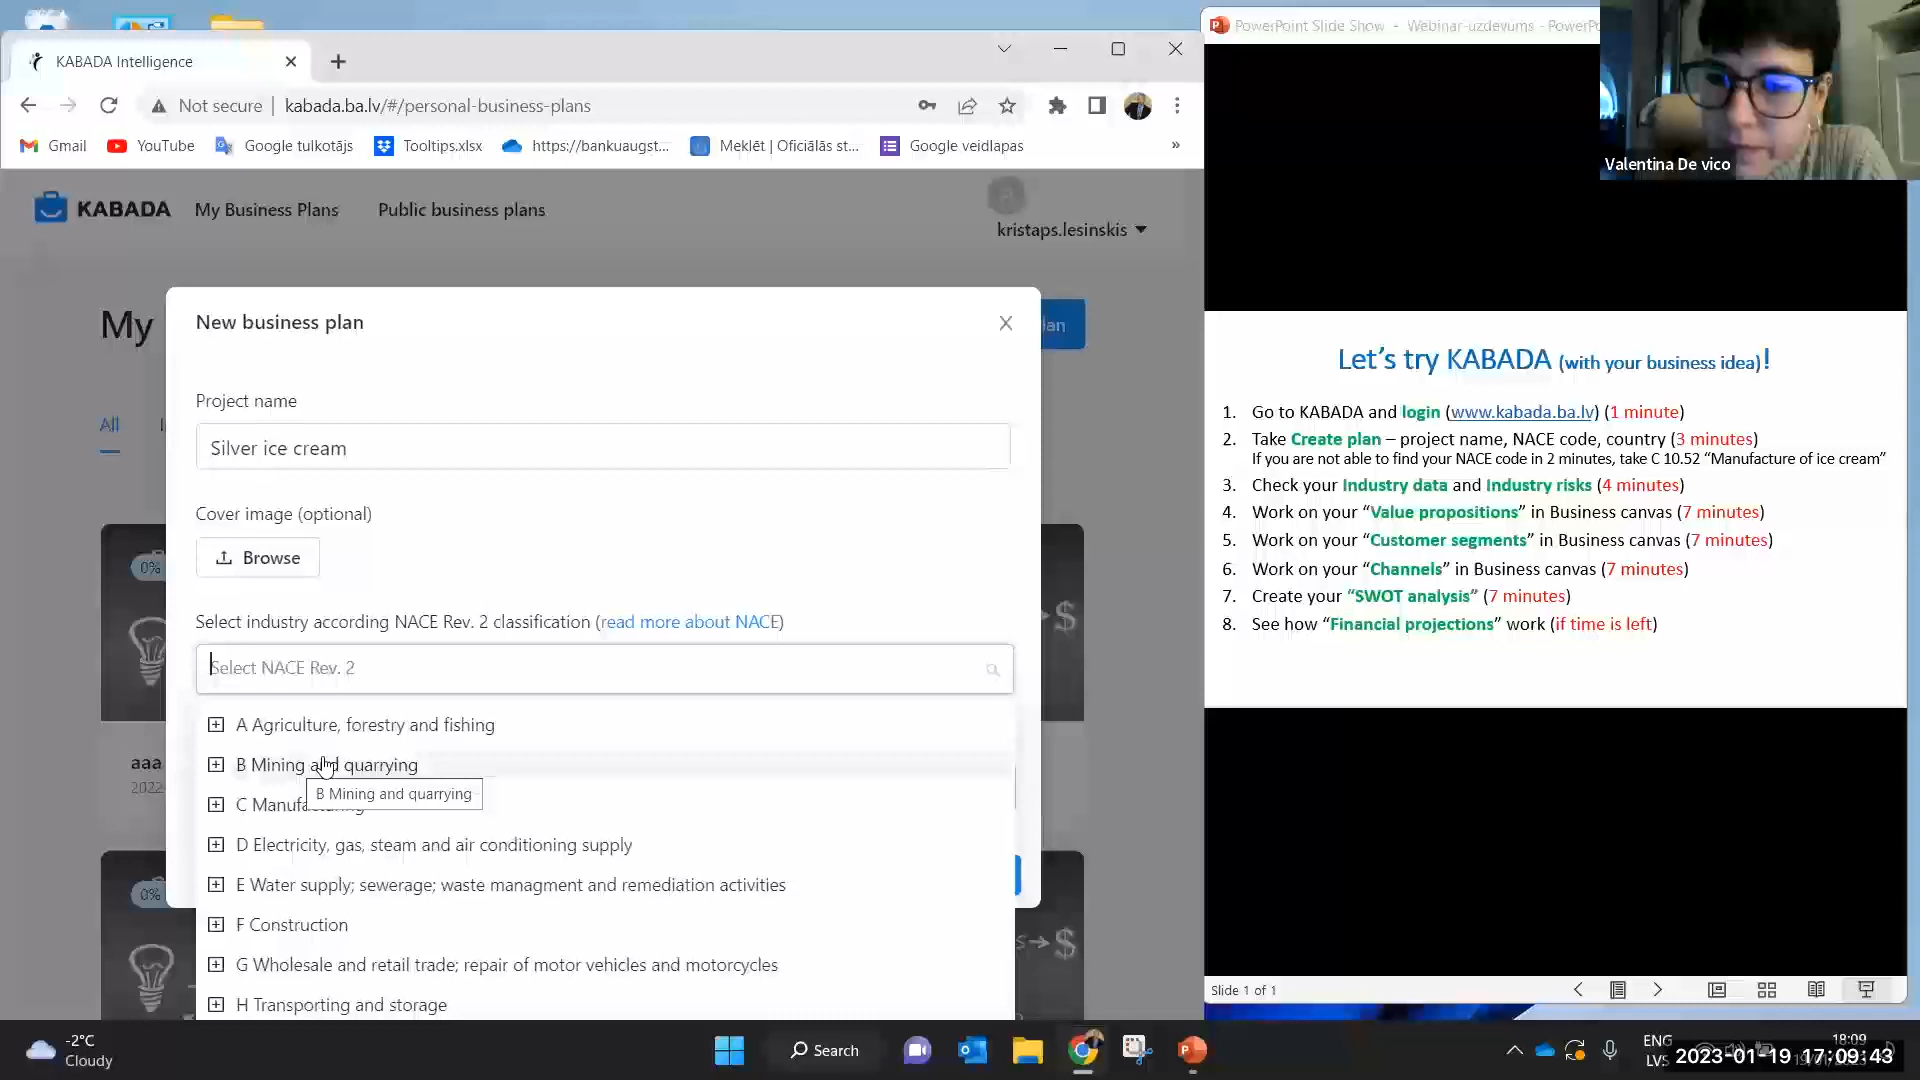 KABADA Intelligence
Not secure
kabada.ba.lv/#/personal-business-plans
Gmail
YouTube
Google tulkotājs
Tooltips.xlsx
https://bankuaugst...
Meklēt | Oficiālās st...
Google veidlapas
»
KABADA
My Business Plans
Public business plans
kristaps.lesinskis
My
lan
All
New business plan
Project name
Silver ice cream
Cover image (optional)
Browse
Select industry according NACE Rev. 2 classification (read more about NACE)
Select NACE Rev. 2
A Agriculture, forestry and fishing
B Mining and quarrying
B Mining and quarrying
C Manufacturing
D Electricity, gas, steam and air conditioning supply
E Water supply; sewerage; waste managment and remediation activities
F Construction
G Wholesale and retail trade; repair of motor vehicles and motorcycles
H Transporting and storage
0%
aaa
2022-
0%
PowerPoint Slide Show - Webinar-uzdevums - PowerPo
Valentina De vico
Let's try KABADA (with your business idea)!
1. Go to KABADA and login (www.kabada.ba.lv) (1 minute)
2. Take Create plan – project name, NACE code, country (3 minutes)
If you are not able to find your NACE code in 2 minutes, take C 10.52 “Manufacture of ice cream”
3. Check your Industry data and Industry risks (4 minutes)
4. Work on your “Value propositions” in Business canvas (7 minutes)
5. Work on your “Customer segments” in Business canvas (7 minutes)
6. Work on your “Channels” in Business canvas (7 minutes)
7. Create your “SWOT analysis” (7 minutes)
8. See how “Financial projections” work (if time is left)
Slide 1 of 1
-2°C
Cloudy
Search
ENG
LVS
18:09
2023-01-19 17:09:43